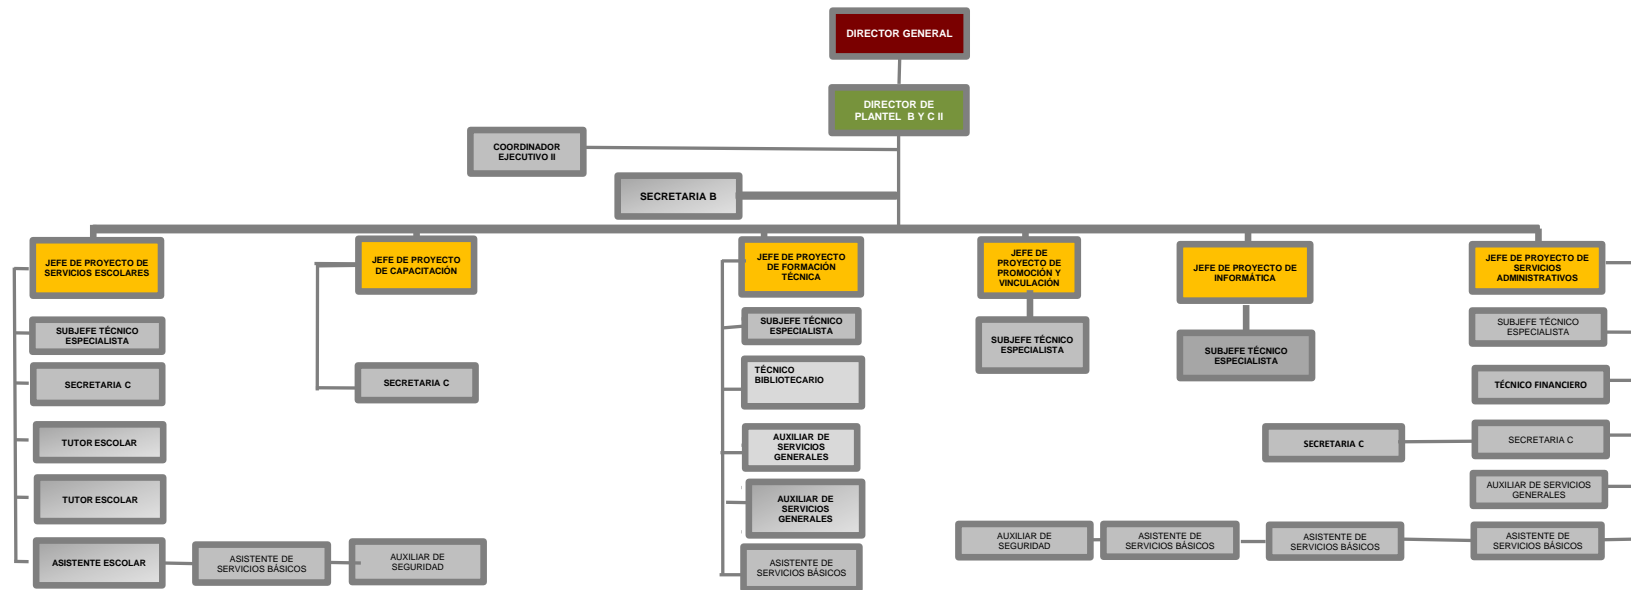 DIRECTOR GENERAL
DIRECTOR DE
PLANTEL B Y C II
COORDINADOR
EJECUTIVO II
SECRETARIA B
JEFE DE PROYECTO DE
SERVICIOS ESCOLARES
JEFE DE PROYECTO
DE CAPACITACIÓN
JEFE DE PROYECTO
DE FORMACIÓN
TÉCNICA
JEFE DE
PROYECTO DE
PROMOCIÓN Y
VINCULACIÓN
JEFE DE PROYECTO DE
INFORMÁTICA
JEFE DE PROYECTO DE
SERVICIOS
ADMINISTRATIVOS
SUBJEFE TÉCNICO
ESPECIALISTA
SECRETARIA C
TUTOR ESCOLAR
TUTOR ESCOLAR
ASISTENTE ESCOLAR
ASISTENTE DE
SERVICIOS BÁSICOS
AUXILIAR DE
SEGURIDAD
SECRETARIA C
SUBJEFE TÉCNICO
ESPECIALISTA
TÉCNICO
BIBLIOTECARIO
AUXILIAR DE
SERVICIOS
GENERALES
AUXILIAR DE
SERVICIOS
GENERALES
ASISTENTE DE
SERVICIOS BÁSICOS
SUBJEFE TÉCNICO
ESPECIALISTA
SUBJEFE TÉCNICO
ESPECIALISTA
SUBJEFE TÉCNICO
ESPECIALISTA
TÉCNICO FINANCIERO
SECRETARIA C
SECRETARIA C
AUXILIAR DE SERVICIOS
GENERALES
AUXILIAR DE
SEGURIDAD
ASISTENTE DE
SERVICIOS BÁSICOS
ASISTENTE DE
SERVICIOS BÁSICOS
ASISTENTE DE
SERVICIOS BÁSICOS